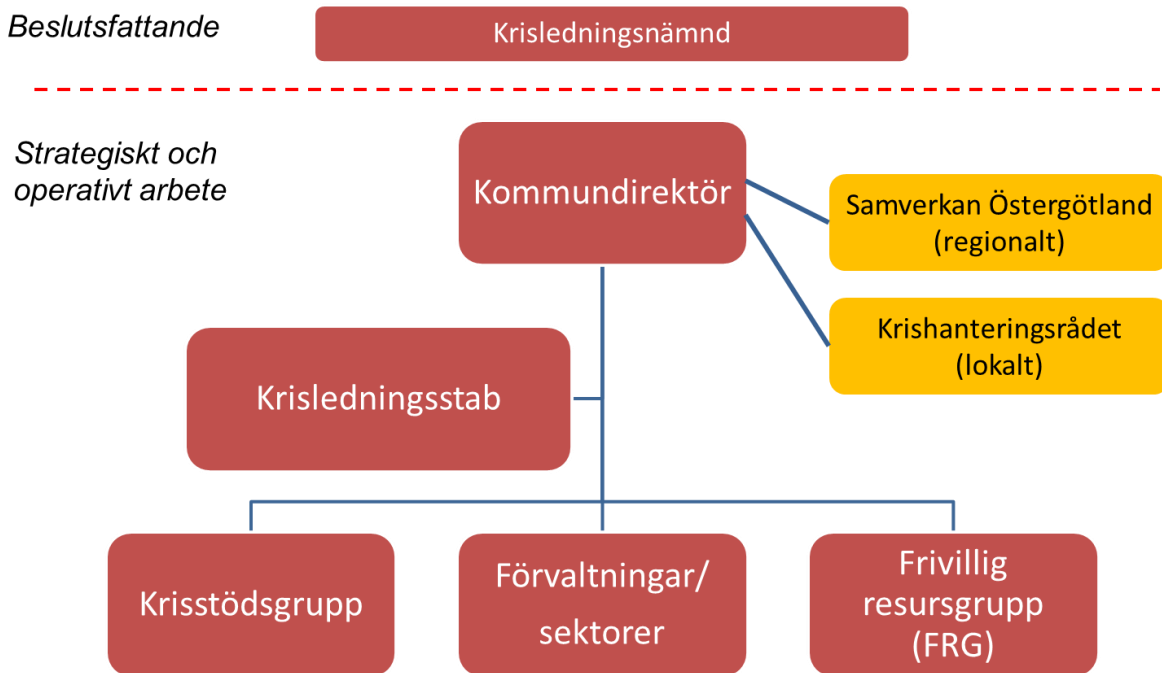 Beslutsfattande
Krisledningsnämnd
Strategiskt och
operativt arbete
Kommundirektör
Samverkan Östergötland
(regionalt)
Krishanteringsrådet
(lokalt)
Krisledningsstab
Krisstödsgrupp
Förvaltningar/
sektorer
Frivillig
resursgrupp
(FRG)